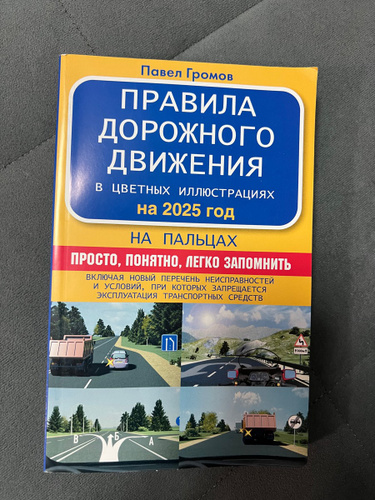 Павел Громов
ПРАВИЛА
ДОРОЖНОГО
ДВИЖЕНИЯ
В ЦВЕТНЫХ ИЛЛЮСТРАЦИЯХ
на 2025 год
НА ПАЛЬЦАХ
ПРОСТО, ПОНЯТНО, ЛЕГКО ЗАПОМНИТЬ
ВКЛЮЧАЯ НОВЫЙ ПЕРЕЧЕНЬ НЕИСПРАВНОСТЕЙ
И УСЛОВИЙ, ПРИ КОТОРЫХ ЗАПРЕЩАЕТСЯ
ЭКСПЛУАТАЦИЯ ТРАНСПОРТНЫХ СРЕДСТВ
В Б А